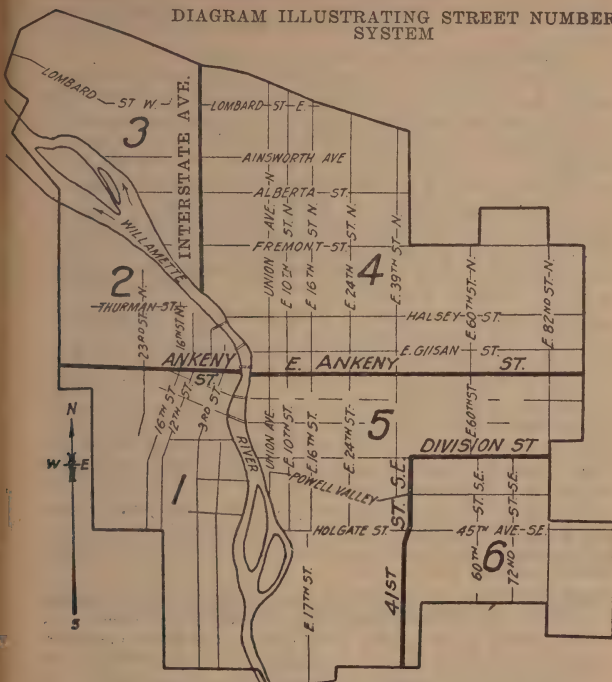 DIAGRAM ILLUSTRATING STREET NUMBER
SYSTEM
LOMBARD ST W.
INTERSTATE AVE.
LOMBARD ST E.
3
AINSWORTH AVE
ALBERTA ST.
WILLAMETTE
UNION AVE N
E 10TH ST. N
E 16TH ST N
E 24TH ST. N.
E. 39TH ST N
FREMONT ST.
4
2
THURMAN ST.
23RD ST. N
16TH ST N
E 60TH ST. N.
E. 82ND ST N.
HALSEY ST.
E. GLISAN ST.
ANKENY
ST.
E. ANKENY ST.
16TH ST
12TH ST.
3RD ST.
N
W E
S
RIVER
UNION AVE
E 10TH ST.
E 16TH ST.
E 24TH ST.
5
E 60TH ST
DIVISION ST
1
POWELL VALLEY
HOLGATE ST.
41ST ST. S.E.
45TH AVE S.E.
60TH ST. S.E.
72ND ST S.E.
6
E. 17TH ST.